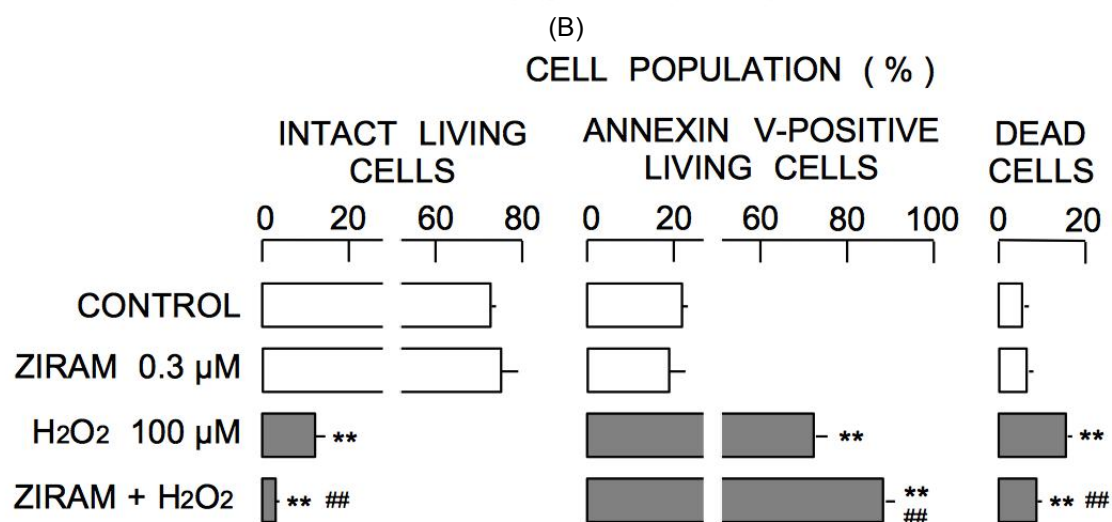 (B)
CELL POPULATION ( % )
INTACT LIVING CELLS
ANNEXIN V-POSITIVE LIVING CELLS
DEAD CELLS
0 20 60 80
0 20 60 80 100
0 20
CONTROL
ZIRAM 0.3 µM
H2O2 100 µM ** ** **
ZIRAM + H2O2 ** ## ** ## ** ##